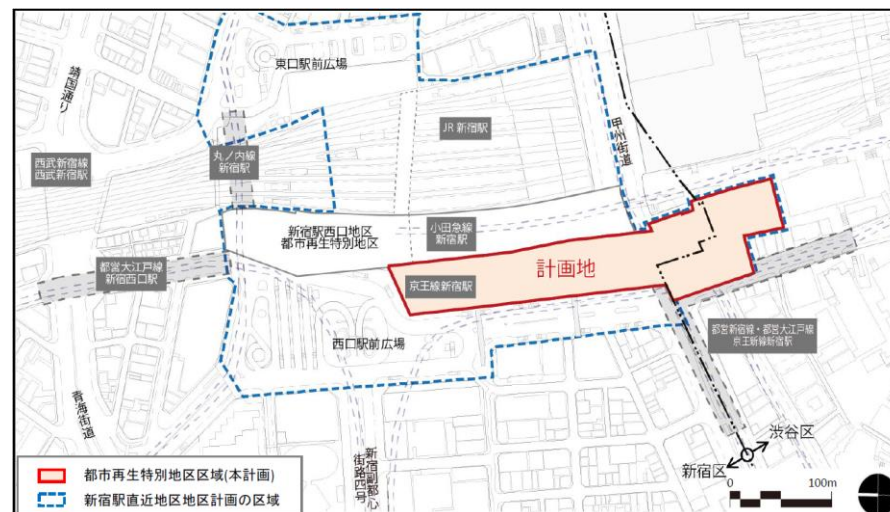 東口駅前広場
靖国通り
JR 新宿駅
甲州街道
西武新宿線
西武新宿駅
丸ノ内線
新宿駅
新宿駅西口地区
都市再生特別地区
小田急線
新宿駅
都営大江戸線
新宿西口駅
計画地
京王線新宿駅
西口駅前広場
都営新宿線・都営大江戸線
京王新線新宿駅
青海街道
新宿副都心
街路四号
渋谷区
新宿区
都市再生特別地区区域(本計画)
新宿駅直近地区地区計画の区域
0 100m